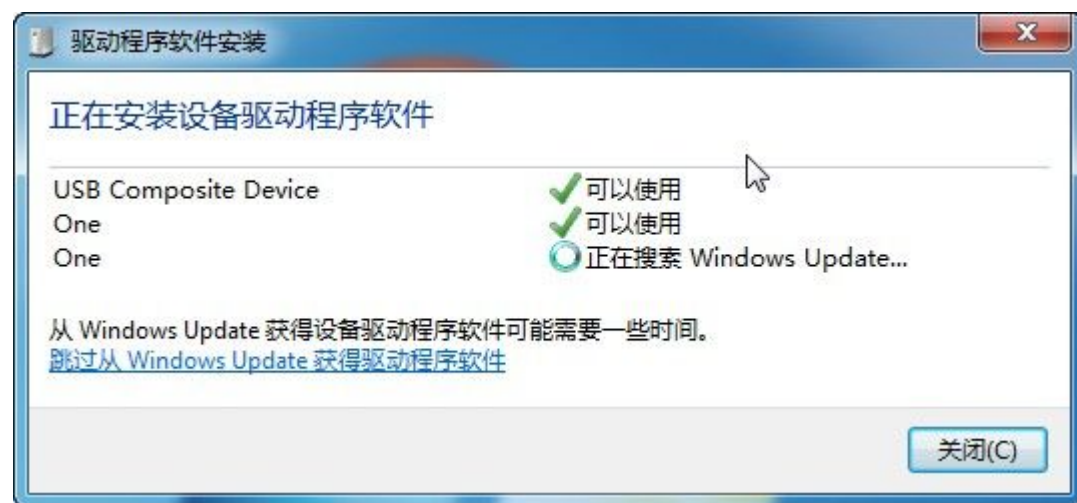 驱动程序软件安装
正在安装设备驱动程序软件
USB Composite Device 可以使用
One 可以使用
One 正在搜索 Windows Update...
从 Windows Update 获得设备驱动程序软件可能需要一些时间。
跳过从 Windows Update 获得驱动程序软件
关闭(C)